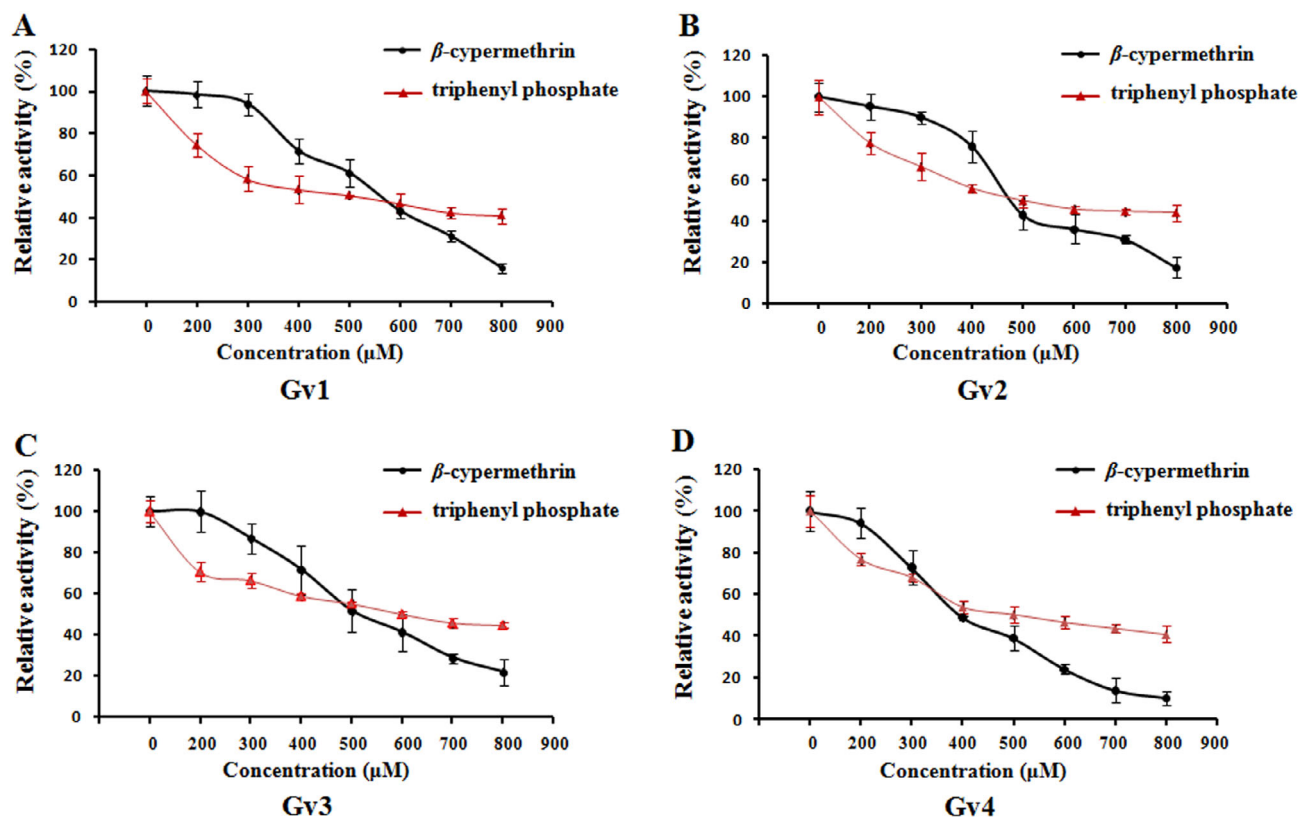 A
β-cypermethrin
triphenyl phosphate
Relative activity (%)
120
100
80
60
40
20
0
0 200 300 400 500 600 700 800 900
Concentration (μM)
Gv1
B
β-cypermethrin
triphenyl phosphate
Relative activity (%)
120
100
80
60
40
20
0
0 200 300 400 500 600 700 800 900
Concentration (μM)
Gv2
C
β-cypermethrin
triphenyl phosphate
Relative activity (%)
120
100
80
60
40
20
0
0 200 300 400 500 600 700 800 900
Concentration (μM)
Gv3
D
β-cypermethrin
triphenyl phosphate
Relative activity (%)
120
100
80
60
40
20
0
0 200 300 400 500 600 700 800 900
Concentration (μM)
Gv4